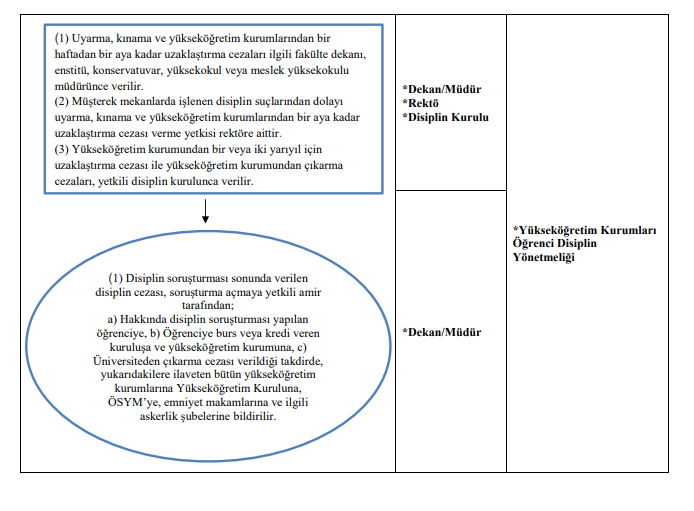 (1) Uyarma, kınama ve yükseköğretim kurumlarından bir
haftadan bir aya kadar uzaklaştırma cezaları ilgili fakülte dekanı,
enstitü, konservatuvar, yüksekokul veya meslek yüksekokulu
müdürünce verilir.
(2) Müşterek mekanlarda işlenen disiplin suçlarından dolayı
uyarma, kınama ve yükseköğretim kurumlarından bir aya kadar
uzaklaştırma cezası verme yetkisi rektöre aittir.
(3) Yükseköğretim kurumundan bir veya iki yarıyıl için
uzaklaştırma cezası ile yükseköğretim kurumundan çıkarma
cezaları, yetkili disiplin kurulunca verilir.
*Dekan/Müdür
*Rektö
*Disiplin Kurulu
(1) Disiplin soruşturması sonunda verilen
disiplin cezası, soruşturma açmaya yetkili amir
tarafından;
a) Hakkında disiplin soruşturması yapılan
öğrenciye, b) Öğrenciye burs veya kredi veren
kuruluşa ve yükseköğretim kurumuna, c)
Üniversiteden çıkarma cezası verildiği takdirde,
yukarıdakilere ilaveten bütün yükseköğretim
kurumlarına Yükseköğretim Kuruluna,
ÖSYM’ye, emniyet makamlarına ve ilgili
askerlik şubelerine bildirilir.
*Dekan/Müdür
*Yükseköğretim Kurumları
Öğrenci Disiplin
Yönetmeliği